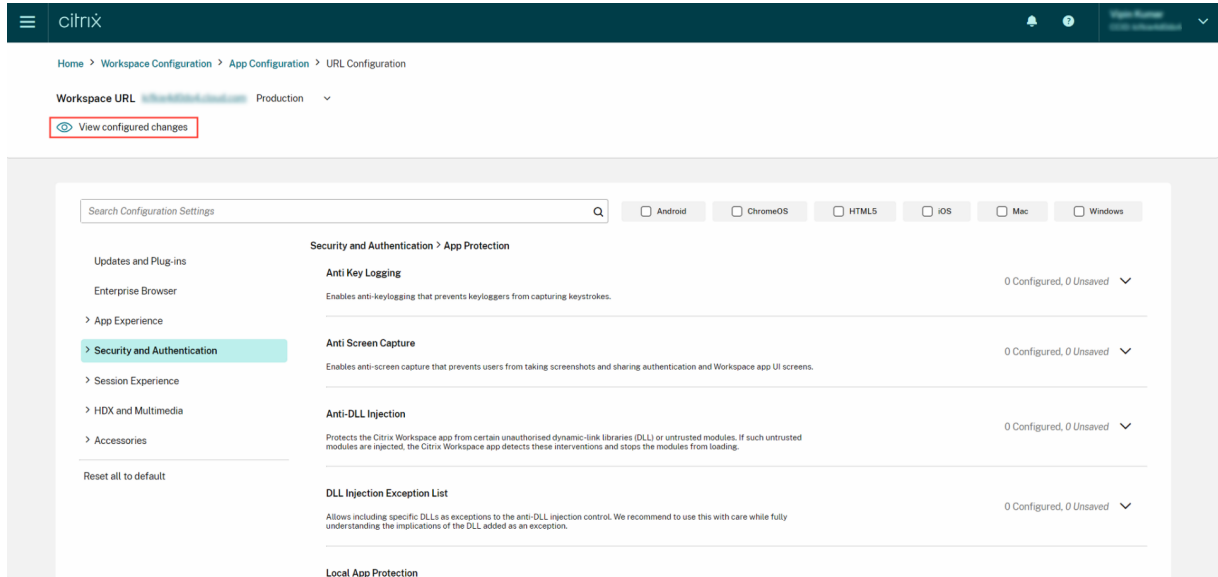 citrix
Home > Workspace Configuration > App Configuration > URL Configuration
Workspace URL Production
View configured changes
Search Configuration Settings
Android
ChromeOS
HTML5
iOS
Mac
Windows
Updates and Plug-ins
Enterprise Browser
> App Experience
> Security and Authentication
> Session Experience
> HDX and Multimedia
> Accessories
Reset all to default
Security and Authentication > App Protection
Anti Key Logging
Enables anti-keylogging that prevents keyloggers from capturing keystrokes.
0 Configured, 0 Unsaved
Anti Screen Capture
Enables anti-screen capture that prevents users from taking screenshots and sharing authentication and Workspace app UI screens.
0 Configured, 0 Unsaved
Anti-DLL Injection
Protects the Citrix Workspace app from certain unauthorised dynamic-link libraries (DLL) or untrusted modules. If such untrusted
modules are injected, the Citrix Workspace app detects these interventions and stops the modules from loading.
0 Configured, 0 Unsaved
DLL Injection Exception List
Allows including specific DLLs as exceptions to the anti-DLL injection control. We recommend to use this with care while fully
understanding the implications of the DLL added as an exception.
0 Configured, 0 Unsaved
Local App Protection